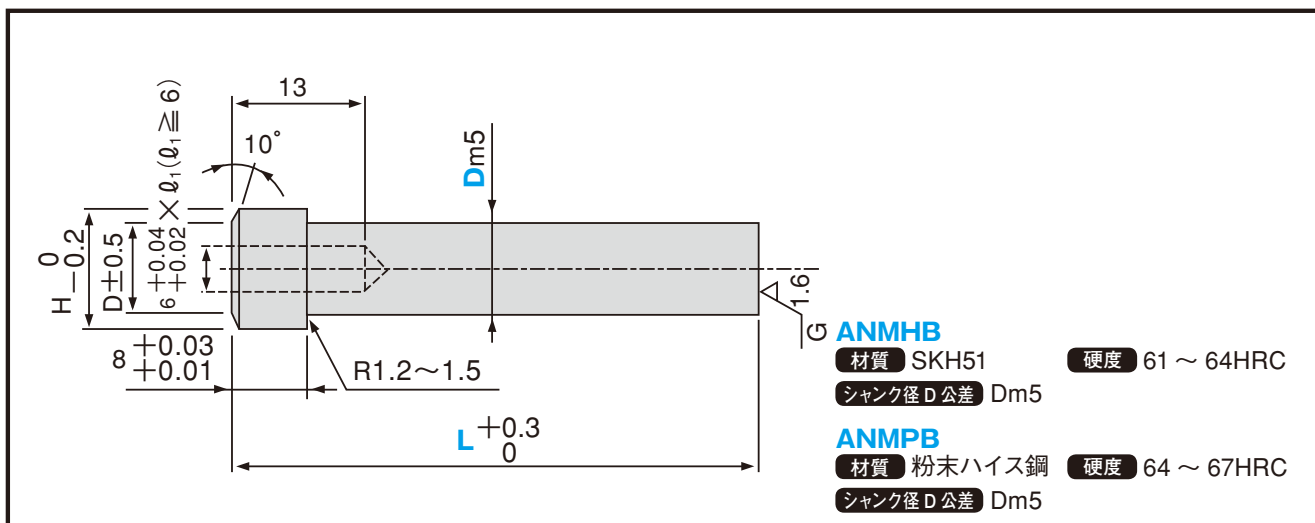 13
10°
6 +0.04 +0.02 × ℓ₁(ℓ₁≧6)
Dm5
H 0 −0.2
D±0.5
8 +0.03 +0.01
R1.2～1.5
L +0.3 0
1.6
G
ANMHB
材質 SKH51 硬度 61 ～ 64HRC
シャンク径 D 公差 Dm5
ANMPB
材質 粉末ハイス鋼 硬度 64 ～ 67HRC
シャンク径 D 公差 Dm5